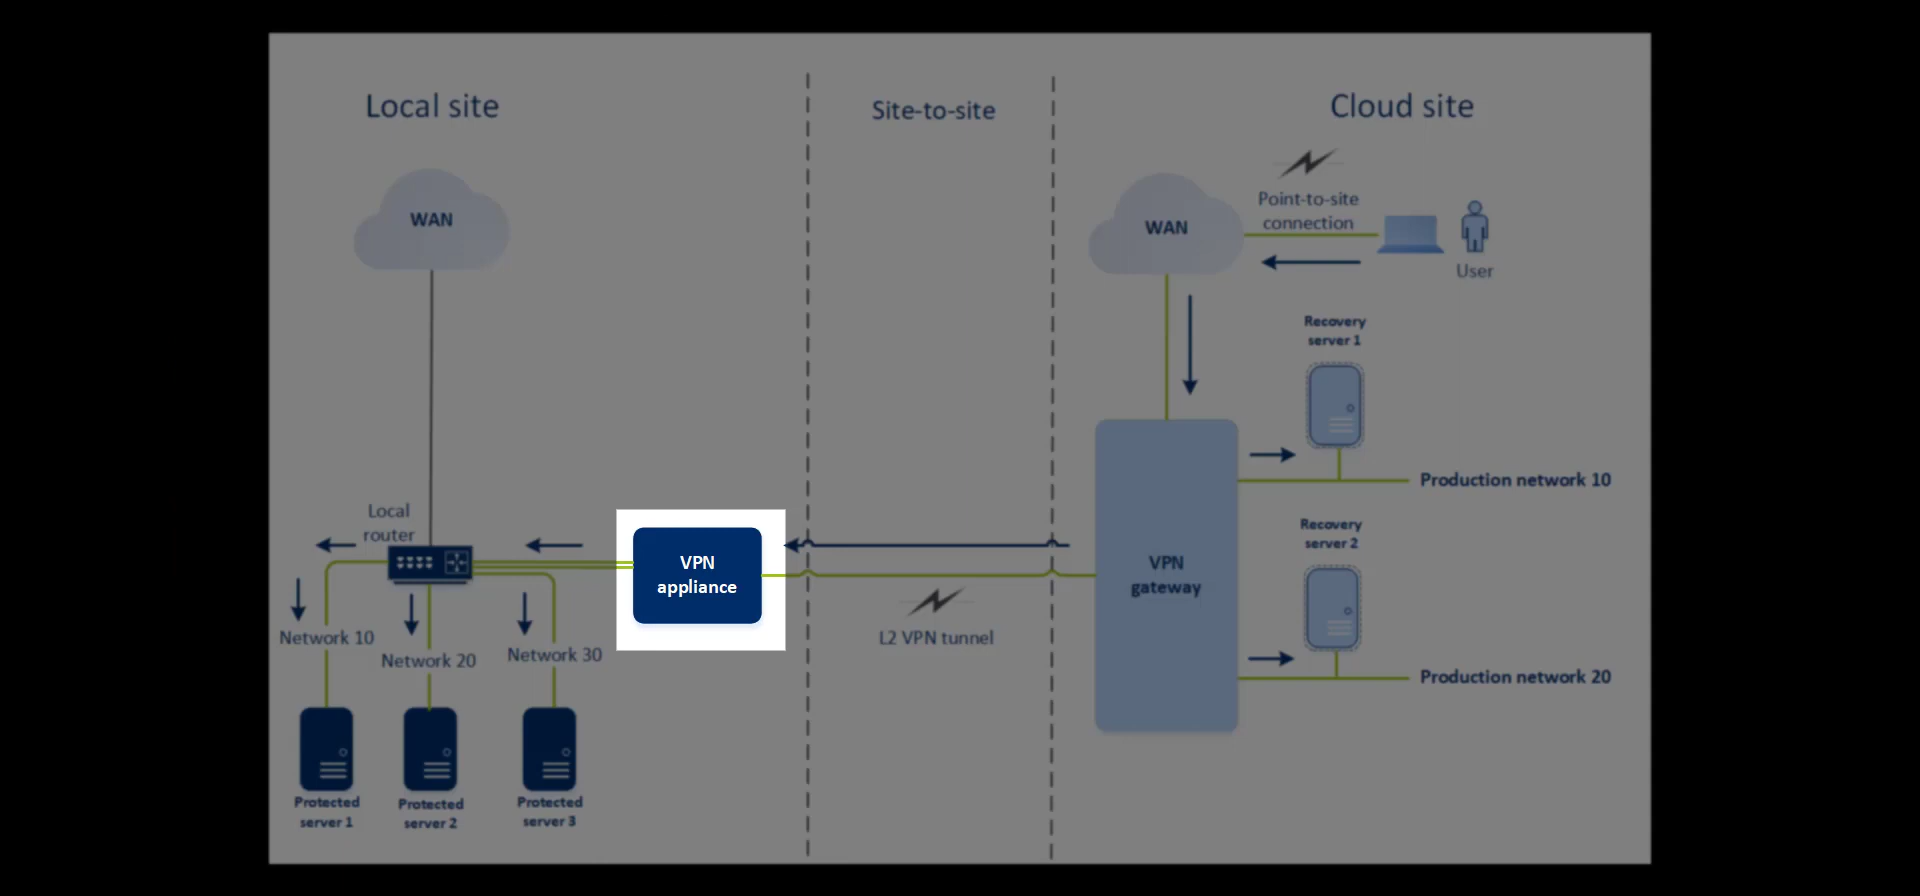 Local site
Site-to-site
Cloud site
WAN
WAN
Point-to-site
connection
User
Recovery
server 1
Production network 10
Local
router
VPN
appliance
VPN
gateway
Recovery
server 2
L2 VPN tunnel
Network 10
Network 20
Network 30
Production network 20
Protected
server 1
Protected
server 2
Protected
server 3